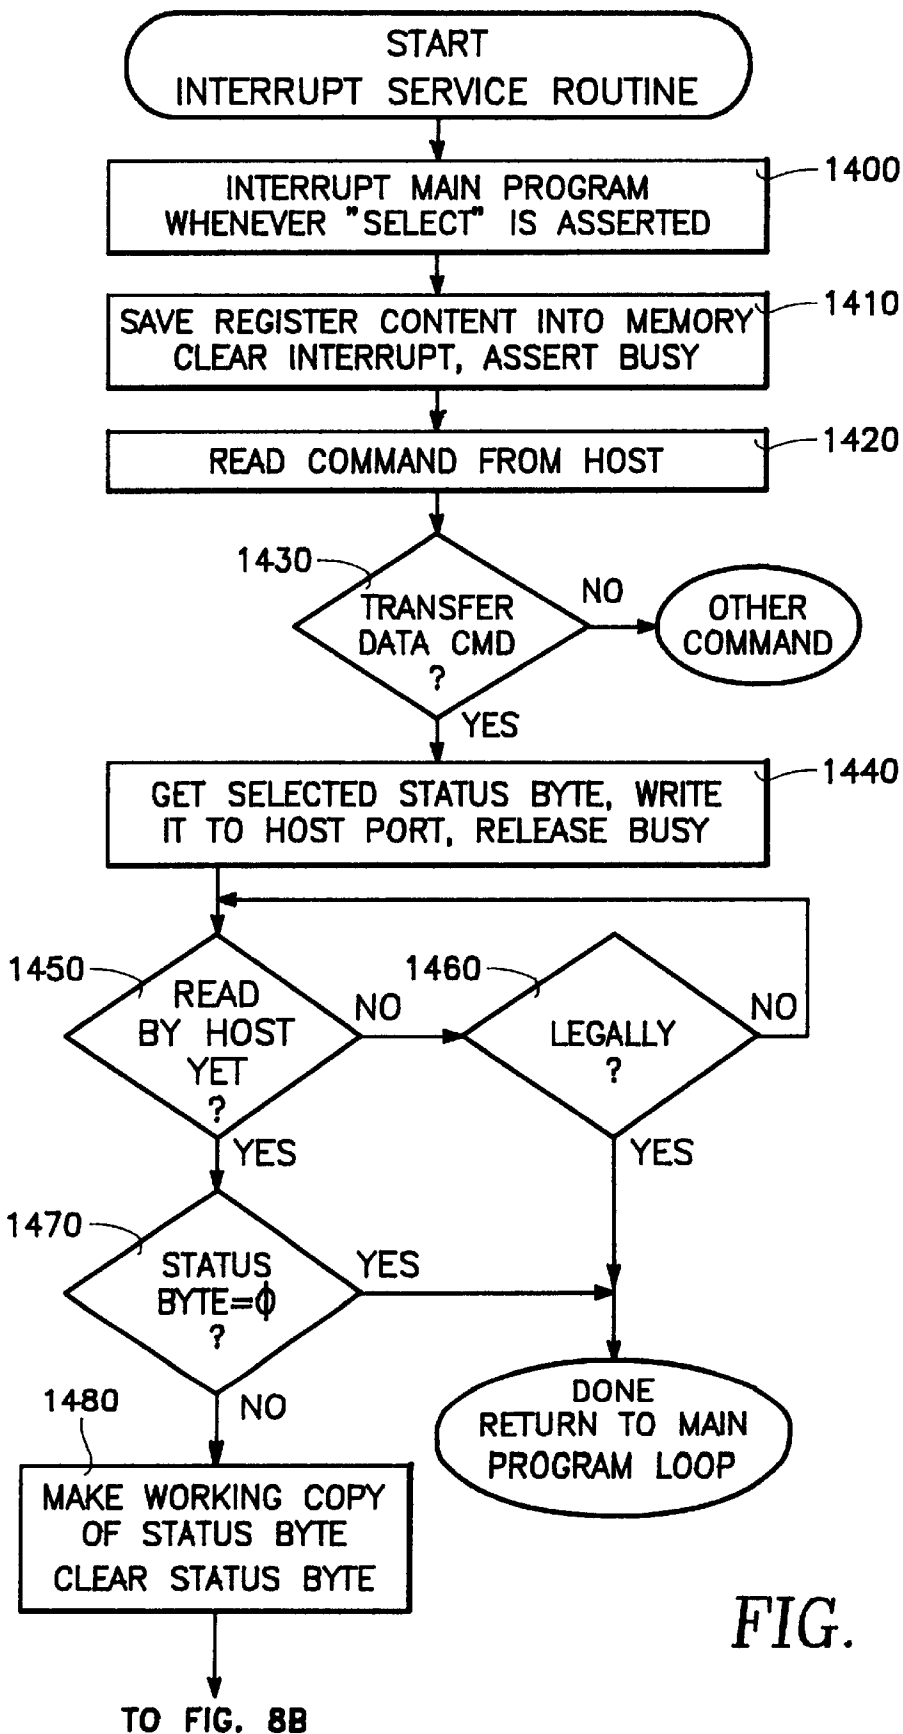 START
INTERRUPT SERVICE ROUTINE
1400
INTERRUPT MAIN PROGRAM
WHENEVER "SELECT" IS ASSERTED
1410
SAVE REGISTER CONTENT INTO MEMORY
CLEAR INTERRUPT, ASSERT BUSY
1420
READ COMMAND FROM HOST
1430
TRANSFER
DATA CMD
?
NO
OTHER
COMMAND
YES
1440
GET SELECTED STATUS BYTE, WRITE
IT TO HOST PORT, RELEASE BUSY
1450
READ
BY HOST
YET
?
NO
1460
LEGALLY
?
NO
YES
YES
1470
STATUS
BYTE=ϕ
?
YES
NO
DONE
RETURN TO MAIN
PROGRAM LOOP
1480
MAKE WORKING COPY
OF STATUS BYTE
CLEAR STATUS BYTE
FIG.
TO FIG. 8B